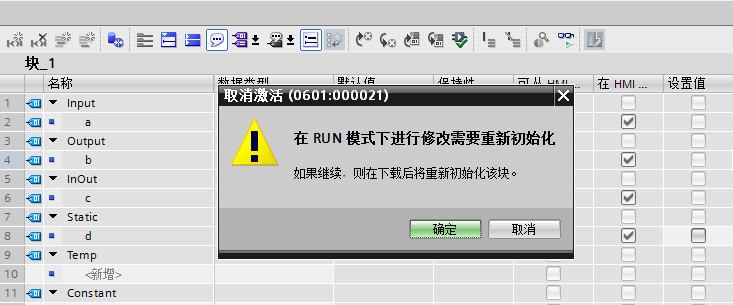 块_1
名称 数据类型 默认值 保持性 可从 HMI ... 在 HMI ... 设置值
取消激活 (0601:000021)
1 Input
2 a
3 Output
在 RUN 模式下进行修改需要重新初始化
4 b
如果继续，则在下载后将重新初始化该块。
5 InOut
6 c
7 Static
确定 取消
8 d
9 Temp
10 <新增>
11 Constant